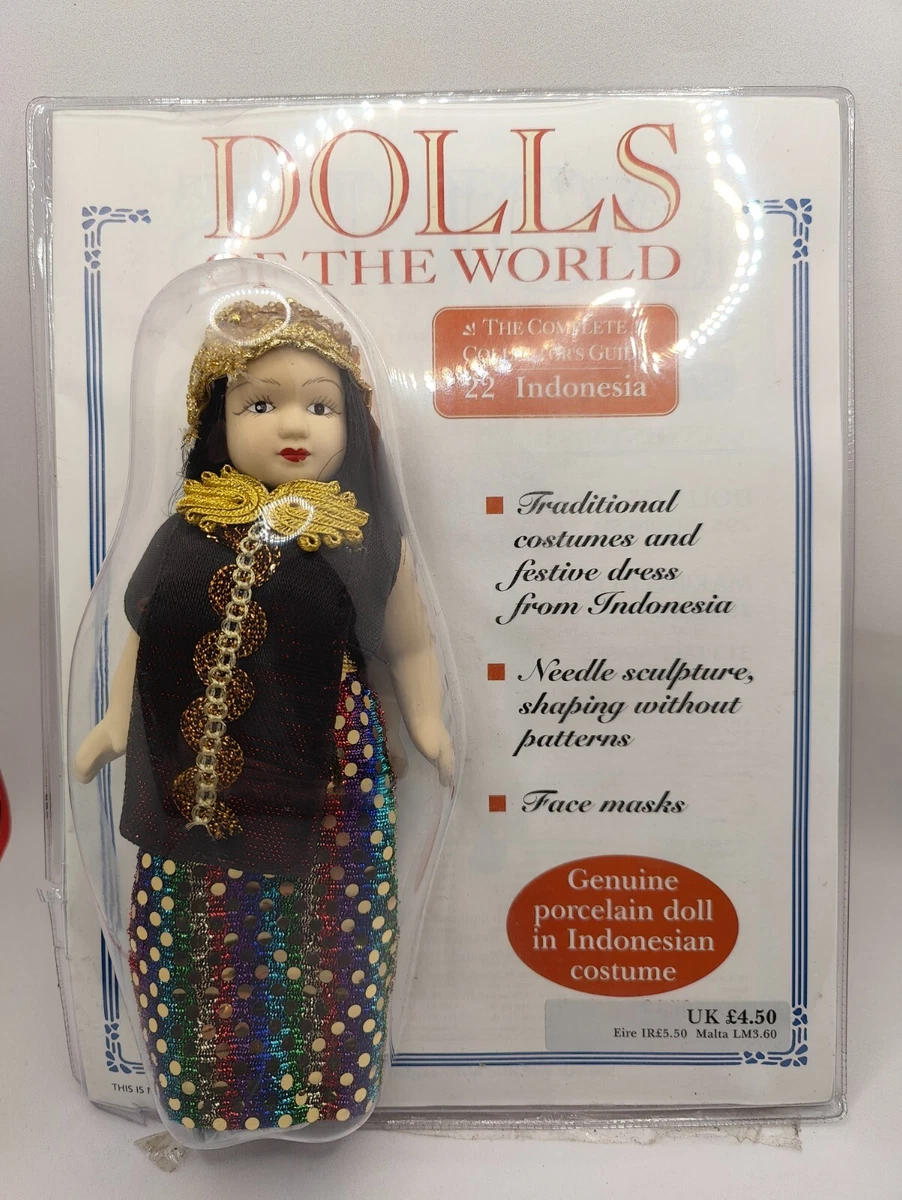 DOLLS
OF THE WORLD
THE COMPLETE
COLLECTOR'S GUIDE
22 Indonesia
Traditional
costumes and
festive dress
from Indonesia
Needle sculpture,
shaping without
patterns
Face masks
Genuine
porcelain doll
in Indonesian
costume
UK £4.50
Eire IR£5.50 Malta LM3.60
THIS IS